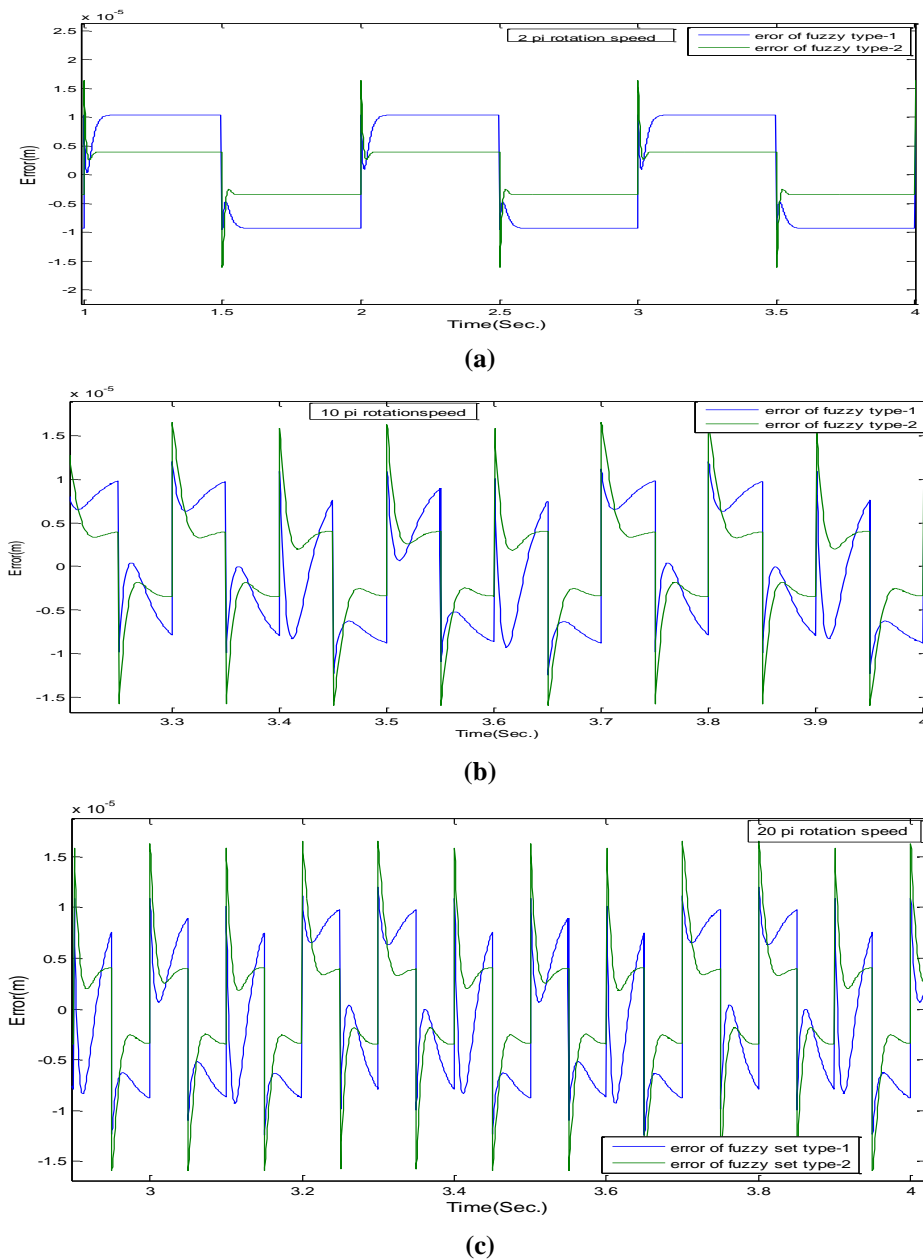 x 10-5
2 pi rotation speed
eror of fuzzy type-1
error of fuzzy type-2
2.5
2
1.5
1
0.5
0
-0.5
-1
-1.5
-2
Error(m)
1 1.5 2 2.5 3 3.5 4
Time(Sec.)
(a)
x 10-5
10 pi rotationspeed
error of fuzzy type-1
error of fuzzy type-2
1.5
1
0.5
0
-0.5
-1
-1.5
Error(m)
3.3 3.4 3.5 3.6 3.7 3.8 3.9 4
Time(Sec.)
(b)
x 10-5
20 pi rotation speed
1.5
1
0.5
0
-0.5
-1
-1.5
Error(m)
error of fuzzy set type-1
error of fuzzy set type-2
3 3.2 3.4 3.6 3.8 4
Time(Sec.)
(c)